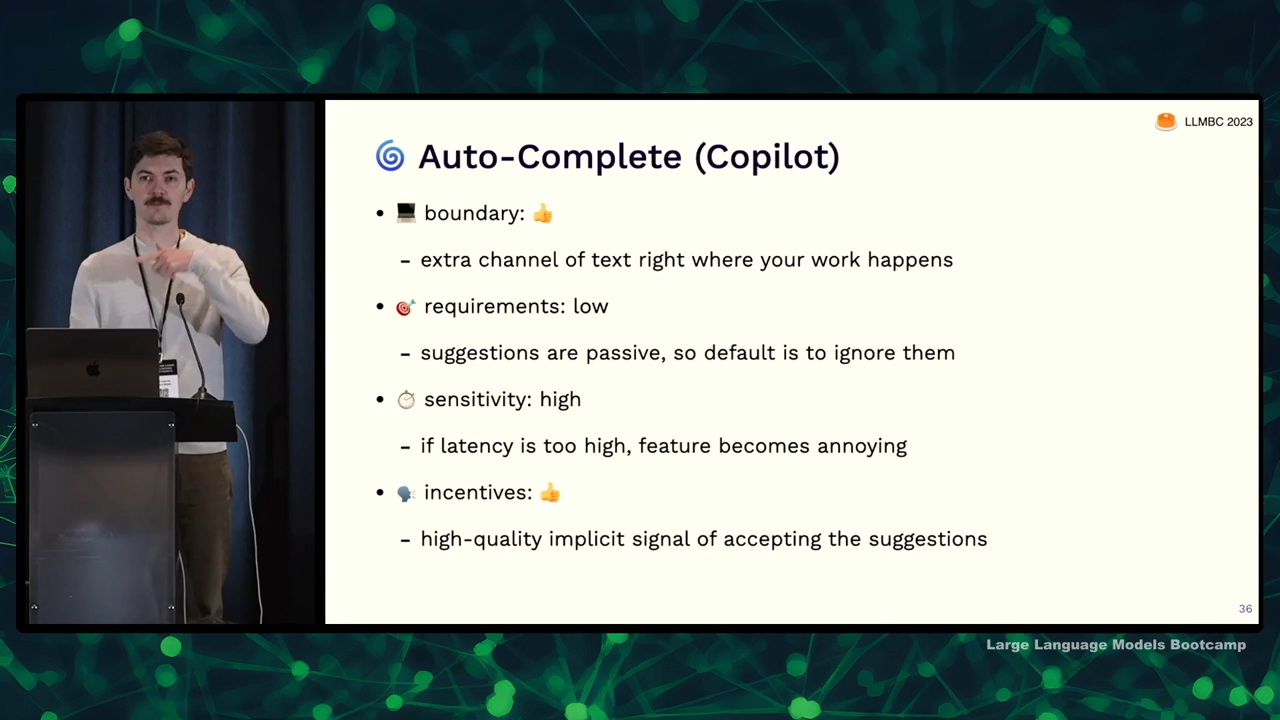 LLMBC 2023
🌀 Auto-Complete (Copilot)
• 💻 boundary: 👍
– extra channel of text right where your work happens
• 🎯 requirements: low
– suggestions are passive, so default is to ignore them
• ⏱️ sensitivity: high
– if latency is too high, feature becomes annoying
• 🗣️ incentives: 👍
– high-quality implicit signal of accepting the suggestions
36
Large Language Models Bootcamp